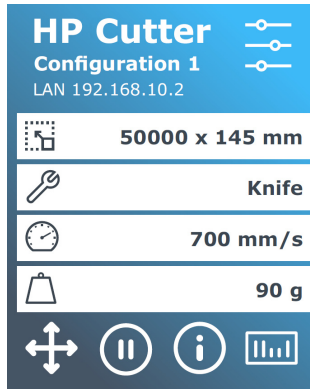 HP Cutter
Configuration 1
LAN 192.168.10.2
50000 x 145 mm
Knife
700 mm/s
90 g